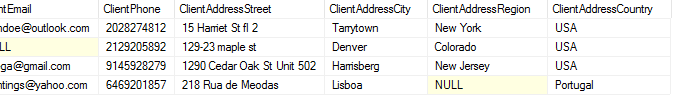 ntEmail ClientPhone ClientAddressStreet ClientAddressCity ClientAddressRegion ClientAddressCountry
ndoe@outlook.com 2028274812 15 Harriet St fl 2 Tarrytown New York USA
LL 2129205892 129-23 maple st Denver Colorado USA
ga@gmail.com 9145928279 1290 Cedar Oak St Unit 502 Harrisberg New Jersey USA
ntings@yahoo.com 6469201857 218 Rua de Meodas Lisboa NULL Portugal